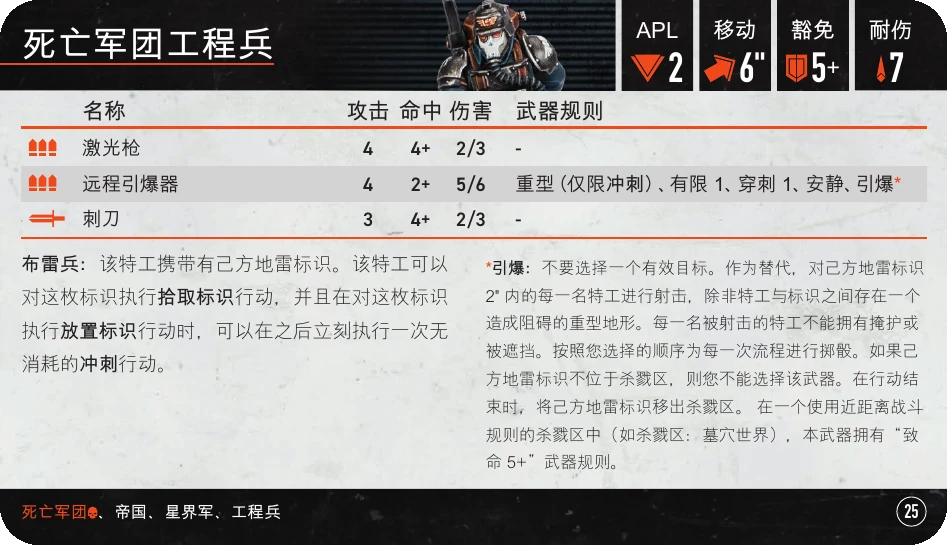 死亡军团工程兵
APL 移动 豁免 耐伤
2 6" 5+ 7
名称 攻击 命中 伤害 武器规则
激光枪 4 4+ 2/3 -
远程引爆器 4 2+ 5/6 重型（仅限冲刺）、有限 1、穿刺 1、安静、引爆*
刺刀 3 4+ 2/3 -
布雷兵：该特工携带有己方地雷标识。该特工可以
对这枚标识执行拾取标识行动，并且在对这枚标识
执行放置标识行动时，可以在之后立刻执行一次无
消耗的冲刺行动。
*引爆：不要选择一个有效目标。作为替代，对己方地雷标识
2" 内的每一名特工进行射击，除非特工与标识之间存在一个
造成阻碍的重型地形。每一名被射击的特工不能拥有掩护或
被遮挡。按照您选择的顺序为每一次流程进行掷骰。如果己
方地雷标识不位于杀戮区，则您不能选择该武器。在行动结
束时，将己方地雷标识移出杀戮区。 在一个使用近距离战斗
规则的杀戮区中（如杀戮区：墓穴世界），本武器拥有“致
命 5+”武器规则。
死亡军团、帝国、星界军、工程兵
25